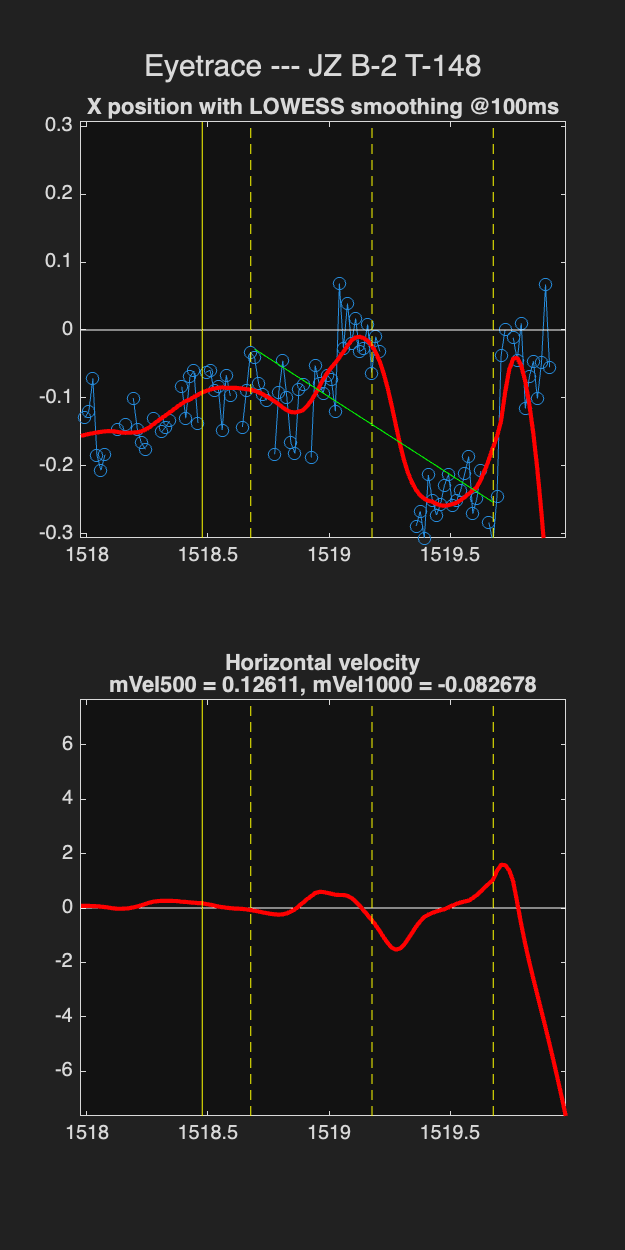 Eyetrace --- JZ B-2 T-148
X position with LOWESS smoothing @100ms
0.3
0.2
0.1
0
-0.1
-0.2
-0.3
1518 1518.5 1519 1519.5
Horizontal velocity
mVel500 = 0.12611, mVel1000 = -0.082678
6
4
2
0
-2
-4
-6
1518 1518.5 1519 1519.5